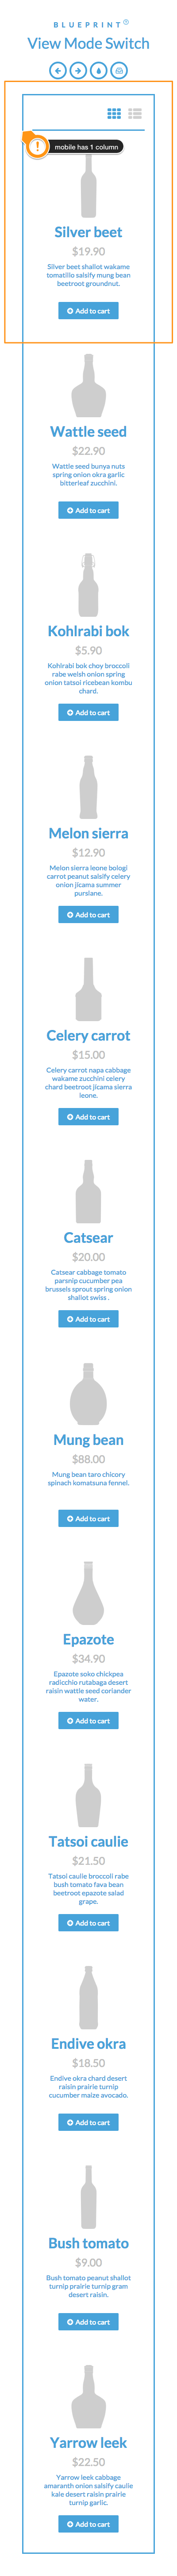 BLUEPRINT
View Mode Switch
mobile has 1 column
Silver beet
$19.90
Silver beet shallot wakame
tomatillo salsify mung bean
beetroot groundnut.
Add to cart
Wattle seed
$22.90
Wattle seed bunya nuts
spring onion okra garlic
bitterleaf zucchini.
Add to cart
Kohlrabi bok
$5.90
Kohlrabi bok choy broccoli
rabe welsh onion spring
onion tatsoi ricebean kombu
chard.
Add to cart
Melon sierra
$12.90
Melon sierra leone bologi
carrot peanut salsify celery
onion jicama summer
purslane.
Add to cart
Celery carrot
$15.00
Celery carrot napa cabbage
wakame zucchini celery
chard beetroot jicama sierra
leone.
Add to cart
Catsear
$20.00
Catsear cabbage tomato
parsnip cucumber pea
brussels sprout spring onion
shallot swiss .
Add to cart
Mung bean
$88.00
Mung bean taro chicory
spinach komatsuna fennel.
Add to cart
Epazote
$34.90
Epazote soko chickpea
radicchio rutabaga desert
raisin wattle seed coriander
water.
Add to cart
Tatsoi caulie
$21.50
Tatsoi caulie broccoli rabe
bush tomato fava bean
beetroot epazote salad
grape.
Add to cart
Endive okra
$18.50
Endive okra chard desert
raisin prairie turnip
cucumber maize avocado.
Add to cart
Bush tomato
$9.00
Bush tomato peanut shallot
turnip prairie turnip gram
desert raisin.
Add to cart
Yarrow leek
$22.50
Yarrow leek cabbage
amaranth onion salsify caulie
kale desert raisin prairie
turnip garlic.
Add to cart